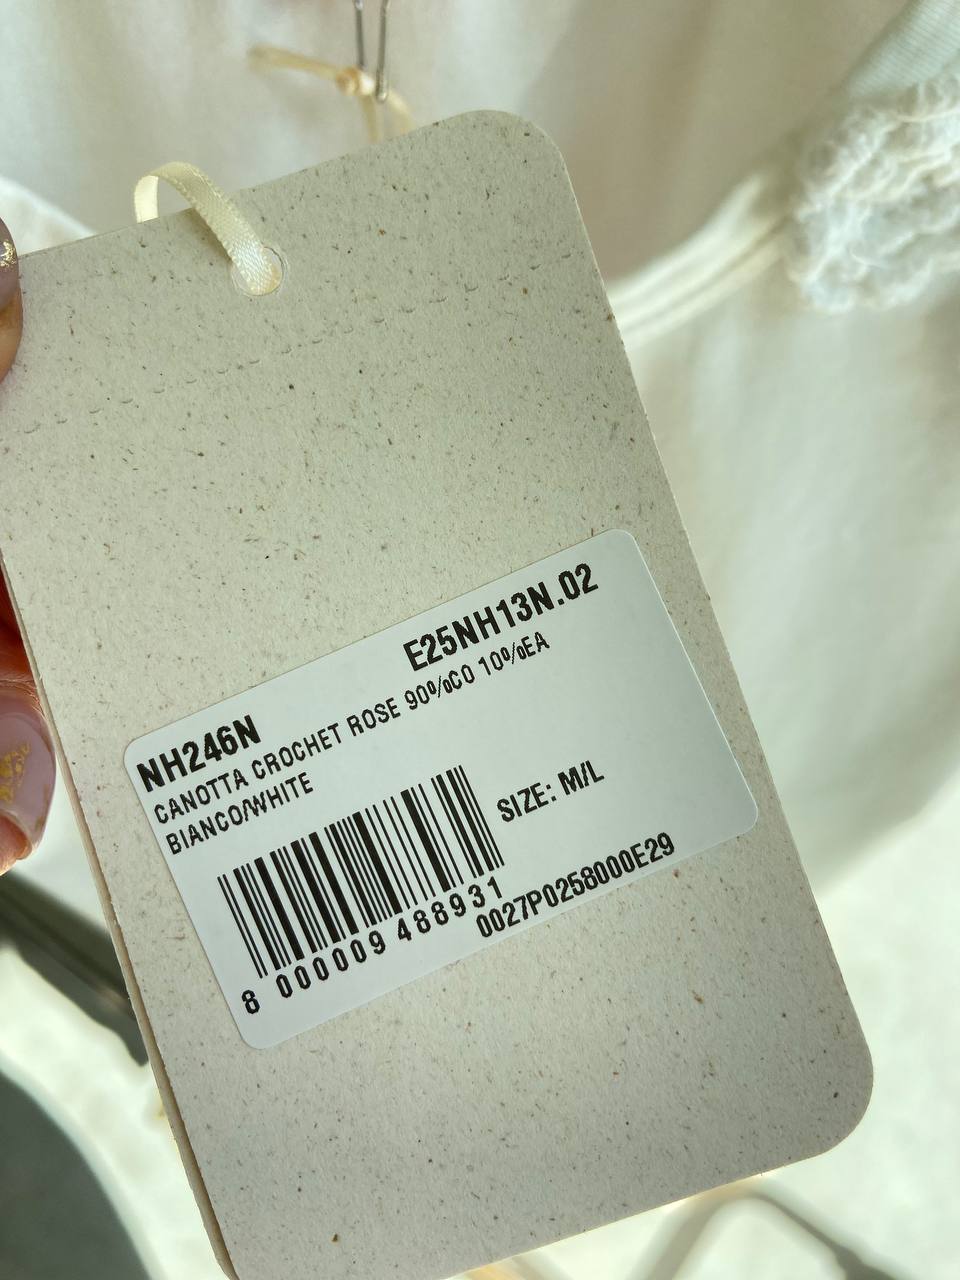 E25NH13N.02
NH246N
CANOTTA CROCHET ROSE 90%CO 10%EA
BIANCO/WHITE
SIZE: M/L
8 000009 488931
0027P0258000E29